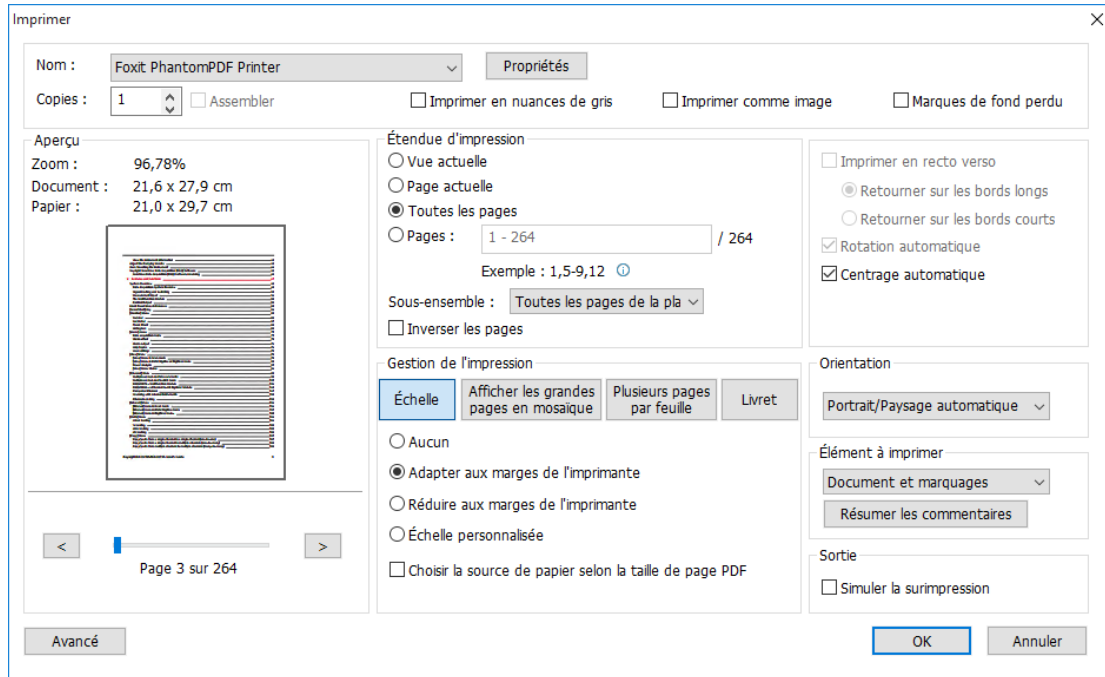 Imprimer
Nom :
Foxit PhantomPDF Printer
Propriétés
Copies :
1
Assembler
Imprimer en nuances de gris
Imprimer comme image
Marques de fond perdu
Aperçu
Zoom :
96,78%
Document :
21,6 x 27,9 cm
Papier :
21,0 x 29,7 cm
<
>
Page 3 sur 264
Étendue d'impression
Vue actuelle
Page actuelle
Toutes les pages
Pages :
1 - 264
/ 264
Exemple : 1,5-9,12
Sous-ensemble :
Toutes les pages de la pla
Inverser les pages
Gestion de l'impression
Échelle
Afficher les grandes
pages en mosaïque
Plusieurs pages
par feuille
Livret
Aucun
Adapter aux marges de l'imprimante
Réduire aux marges de l'imprimante
Échelle personnalisée
Choisir la source de papier selon la taille de page PDF
Imprimer en recto verso
Retourner sur les bords longs
Retourner sur les bords courts
Rotation automatique
Centrage automatique
Orientation
Portrait/Paysage automatique
Élément à imprimer
Document et marquages
Résumer les commentaires
Sortie
Simuler la surimpression
Avancé
OK
Annuler